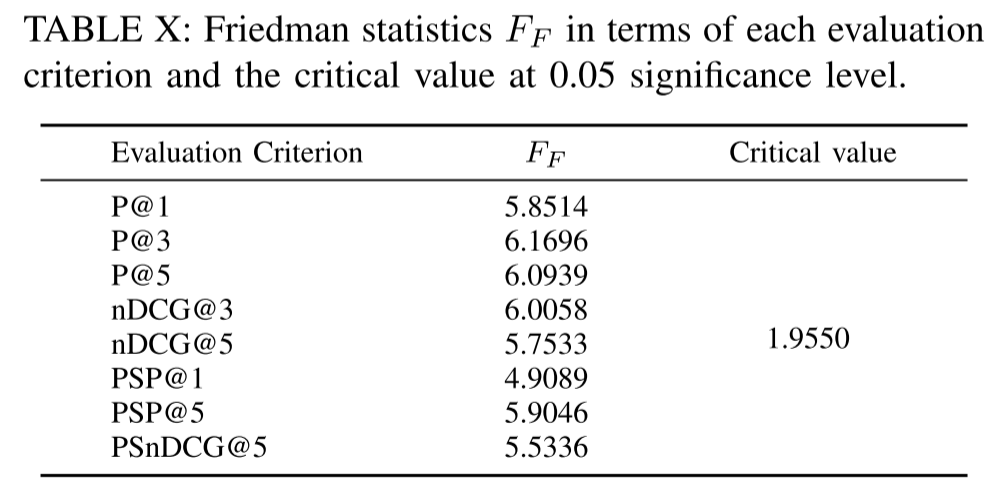 TABLE X: Friedman statistics F_F in terms of each evaluation
criterion and the critical value at 0.05 significance level.
Evaluation Criterion F_F Critical value
P@1 5.8514
P@3 6.1696
P@5 6.0939
nDCG@3 6.0058
nDCG@5 5.7533
1.9550
PSP@1 4.9089
PSP@5 5.9046
PSnDCG@5 5.5336